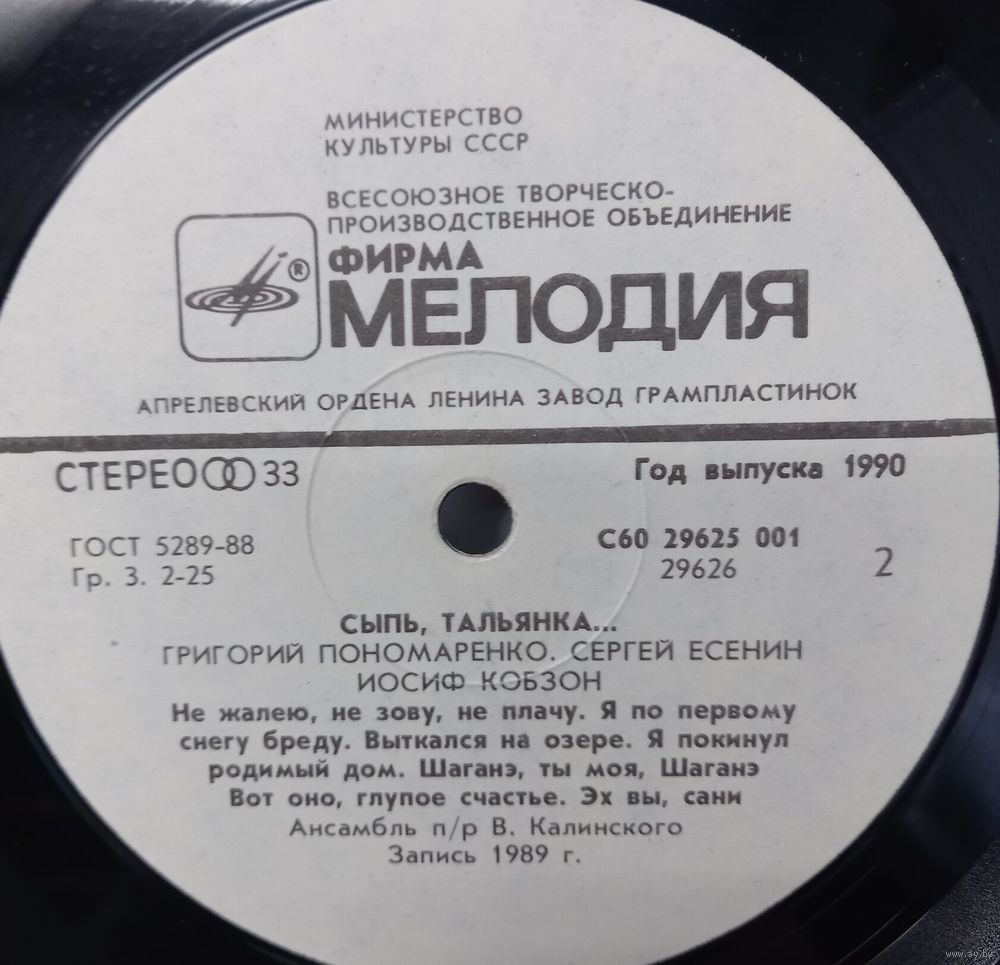 МИНИСТЕРСТВО
КУЛЬТУРЫ СССР
ВСЕСОЮЗНОЕ ТВОРЧЕСКО-
ПРОИЗВОДСТВЕННОЕ ОБЪЕДИНЕНИЕ
®
ФИРМА
МЕЛОДИЯ
АПРЕЛЕВСКИЙ ОРДЕНА ЛЕНИНА ЗАВОД ГРАМПЛАСТИНОК
СТЕРЕО 33
Год выпуска 1990
ГОСТ 5289-88
Гр. 3. 2-25
С60 29625 001
29626
2
СЫПЬ, ТАЛЬЯНКА...
ГРИГОРИЙ ПОНОМАРЕНКО. СЕРГЕЙ ЕСЕНИН
ИОСИФ КОБЗОН
Не жалею, не зову, не плачу. Я по первому
снегу бреду. Выткался на озере. Я покинул
родимый дом. Шаганэ, ты моя, Шаганэ
Вот оно, глупое счастье. Эх вы, сани
Ансамбль п/р В. Калинского
Запись 1989 г.
www.ay.by